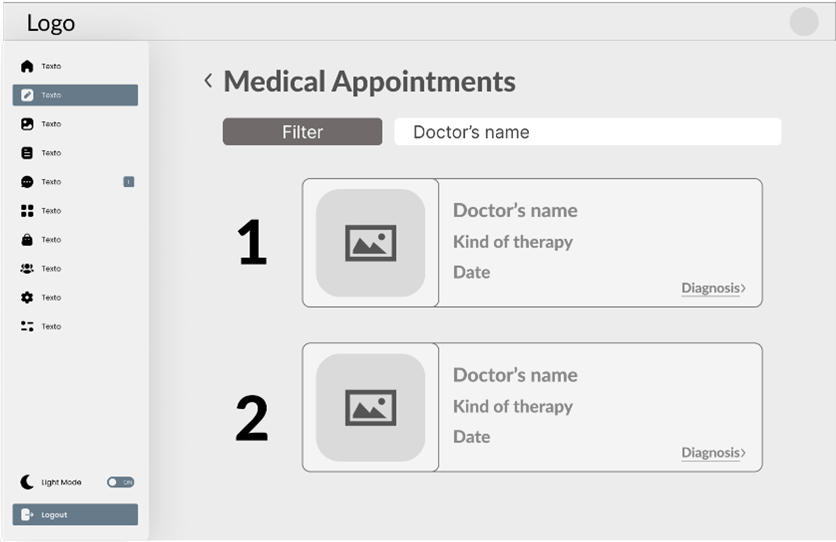 Logo
Texto
Texto
Texto
Texto
Texto
Texto
Texto
Texto
Texto
Texto
Light Mode ON
Logout
Medical Appointments
Filter Doctor's name
1
Doctor's name
Kind of therapy
Date
Diagnosis
2
Doctor's name
Kind of therapy
Date
Diagnosis